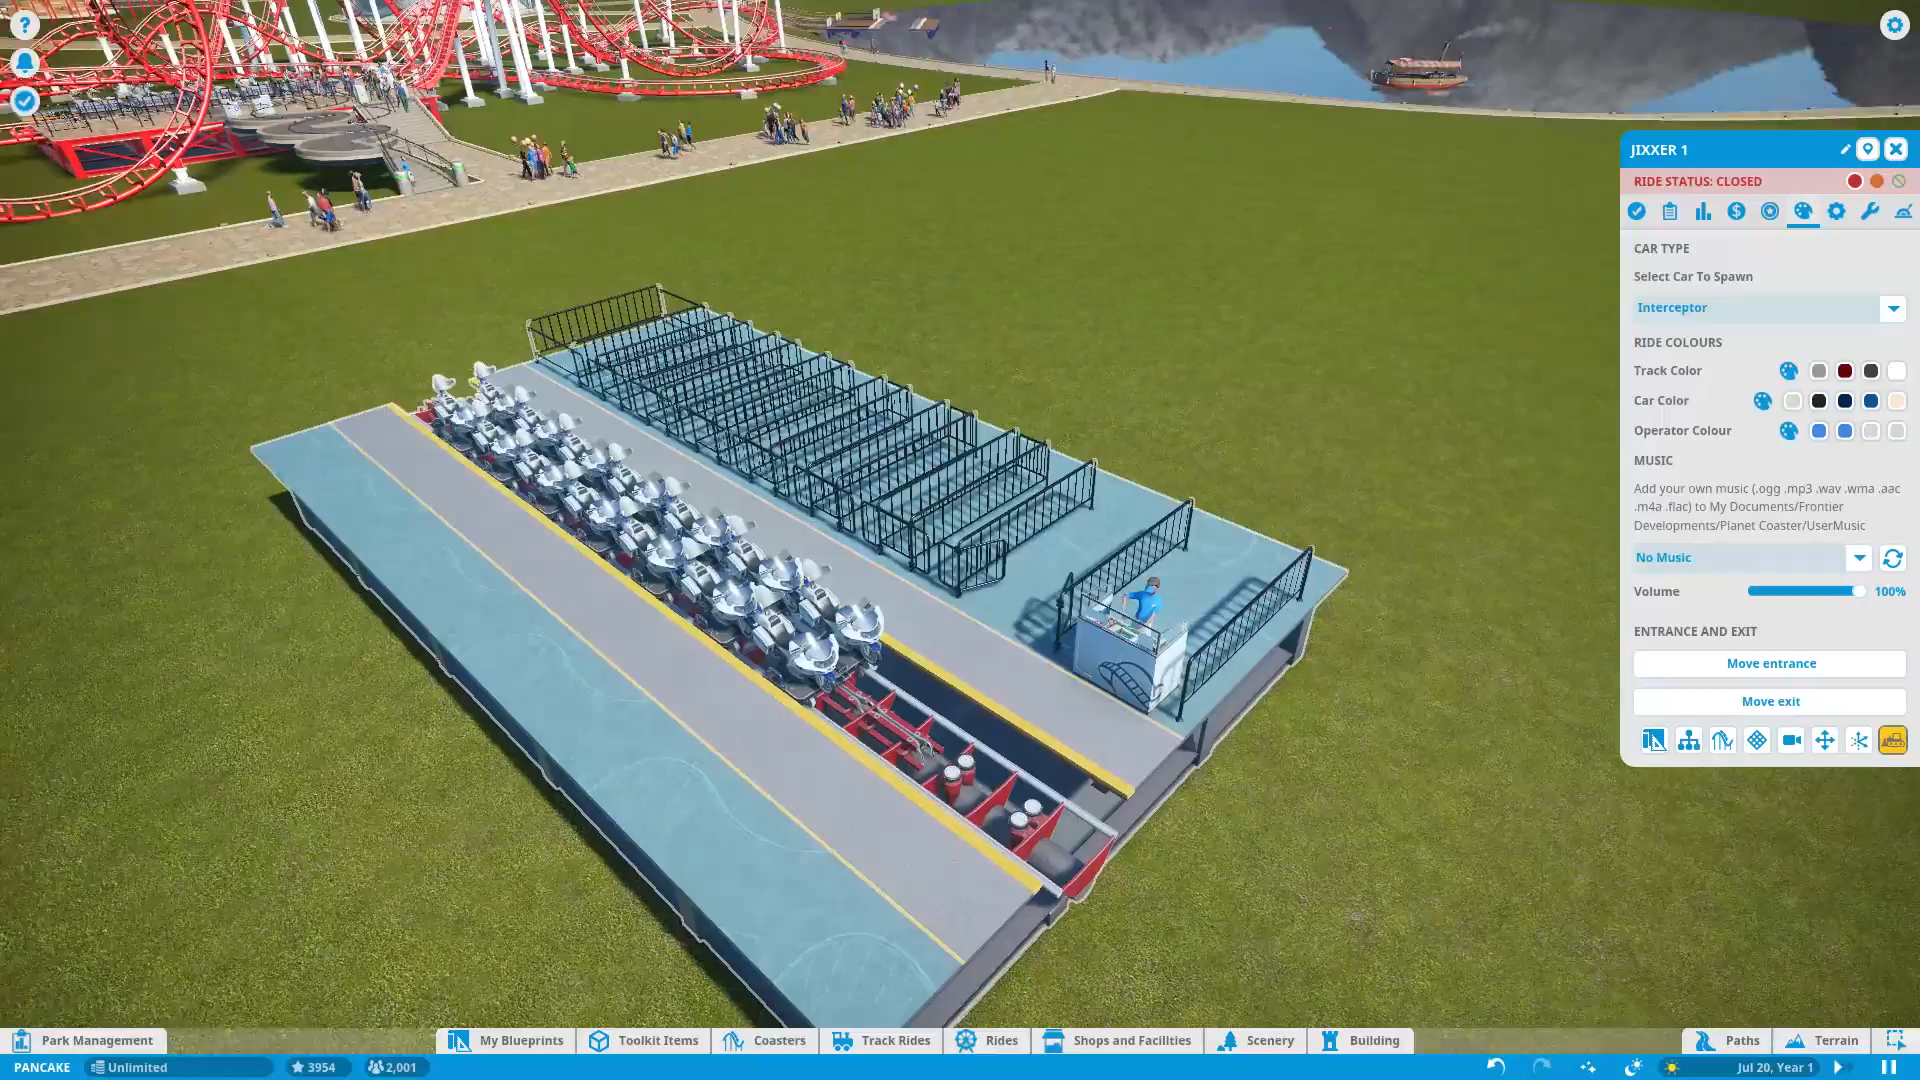 JIXXER 1
RIDE STATUS: CLOSED
CAR TYPE
Select Car To Spawn
Interceptor
RIDE COLOURS
Track Color
Car Color
Operator Colour
MUSIC
Add your own music (.ogg .mp3 .wav .wma .aac
.m4a .flac) to My Documents/Frontier
Developments/Planet Coaster/UserMusic
No Music
Volume 100%
ENTRANCE AND EXIT
Move entrance
Move exit
Park Management
My Blueprints
Toolkit Items
Coasters
Track Rides
Rides
Shops and Facilities
Scenery
Building
Paths
Terrain
PANCAKE
Unlimited
3954
2,001
Jul 20, Year 1